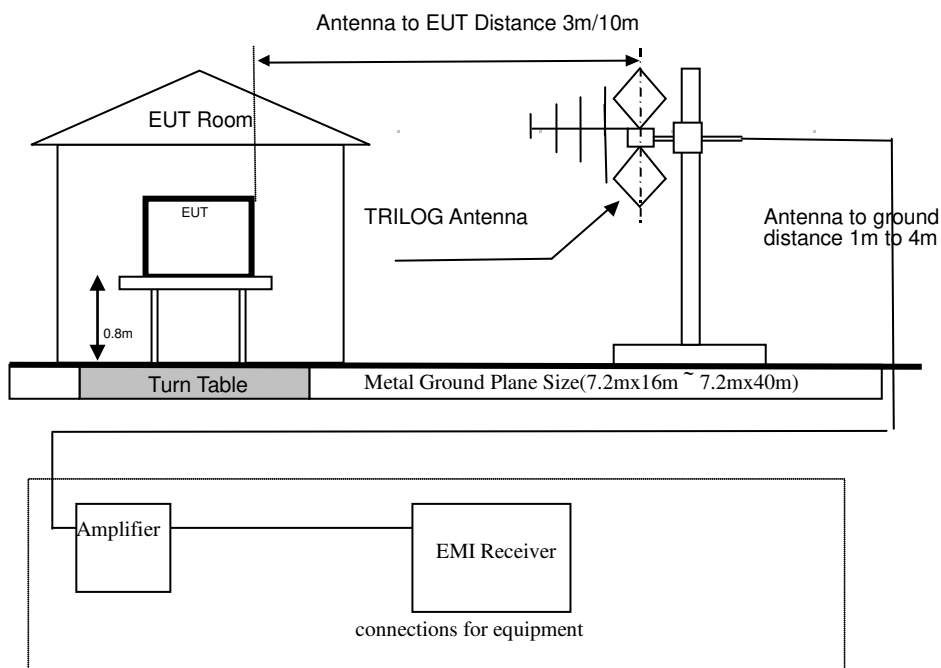 Antenna to EUT Distance 3m/10m
EUT Room
EUT
TRILOG Antenna
Antenna to ground
distance 1m to 4m
0.8m
Turn Table
Metal Ground Plane Size(7.2mx16m ~ 7.2mx40m)
Amplifier
EMI Receiver
connections for equipment